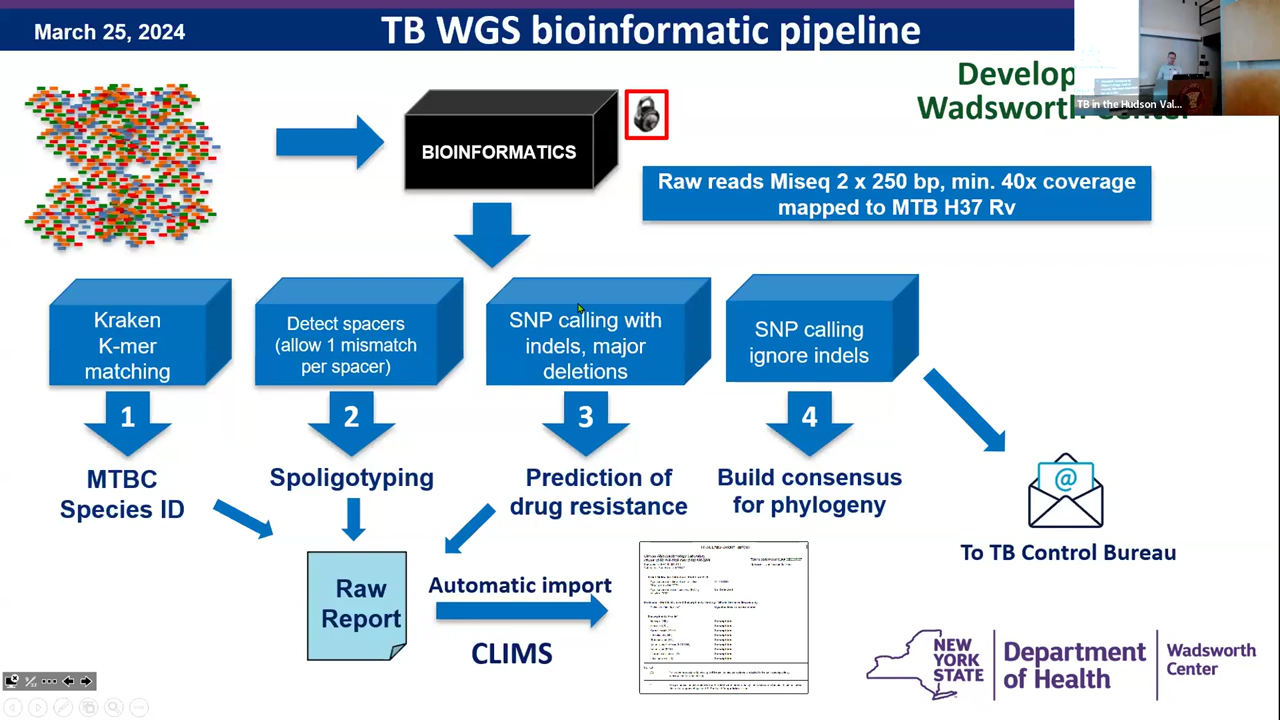 March 25, 2024
TB WGS bioinformatic pipeline
Develop
Wadsworth Center
TB in the Hudson Val...
BIOINFORMATICS
Raw reads Miseq 2 x 250 bp, min. 40x coverage
mapped to MTB H37 Rv
Kraken
K-mer
matching
Detect spacers
(allow 1 mismatch
per spacer)
SNP calling with
indels, major
deletions
SNP calling
ignore indels
1
2
3
4
MTBC
Species ID
Spoligotyping
Prediction of
drug resistance
Build consensus
for phylogeny
@
To TB Control Bureau
Raw
Report
Automatic import
CLIMS
NEW
YORK
STATE
Department
of Health
Wadsworth
Center